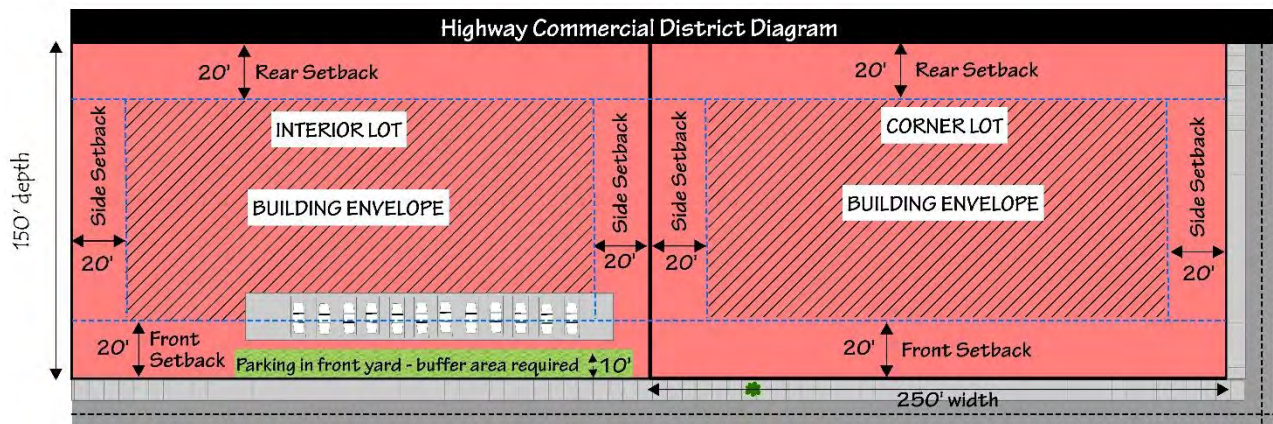 Highway Commercial District Diagram
20' Rear Setback
20' Rear Setback
INTERIOR LOT
CORNER LOT
150' depth
Side Setback
Side Setback
Side Setback
Side Setback
BUILDING ENVELOPE
BUILDING ENVELOPE
20'
20'
20'
20'
20' Front
Setback
20' Front Setback
Parking in front yard - buffer area required 10'
250' width